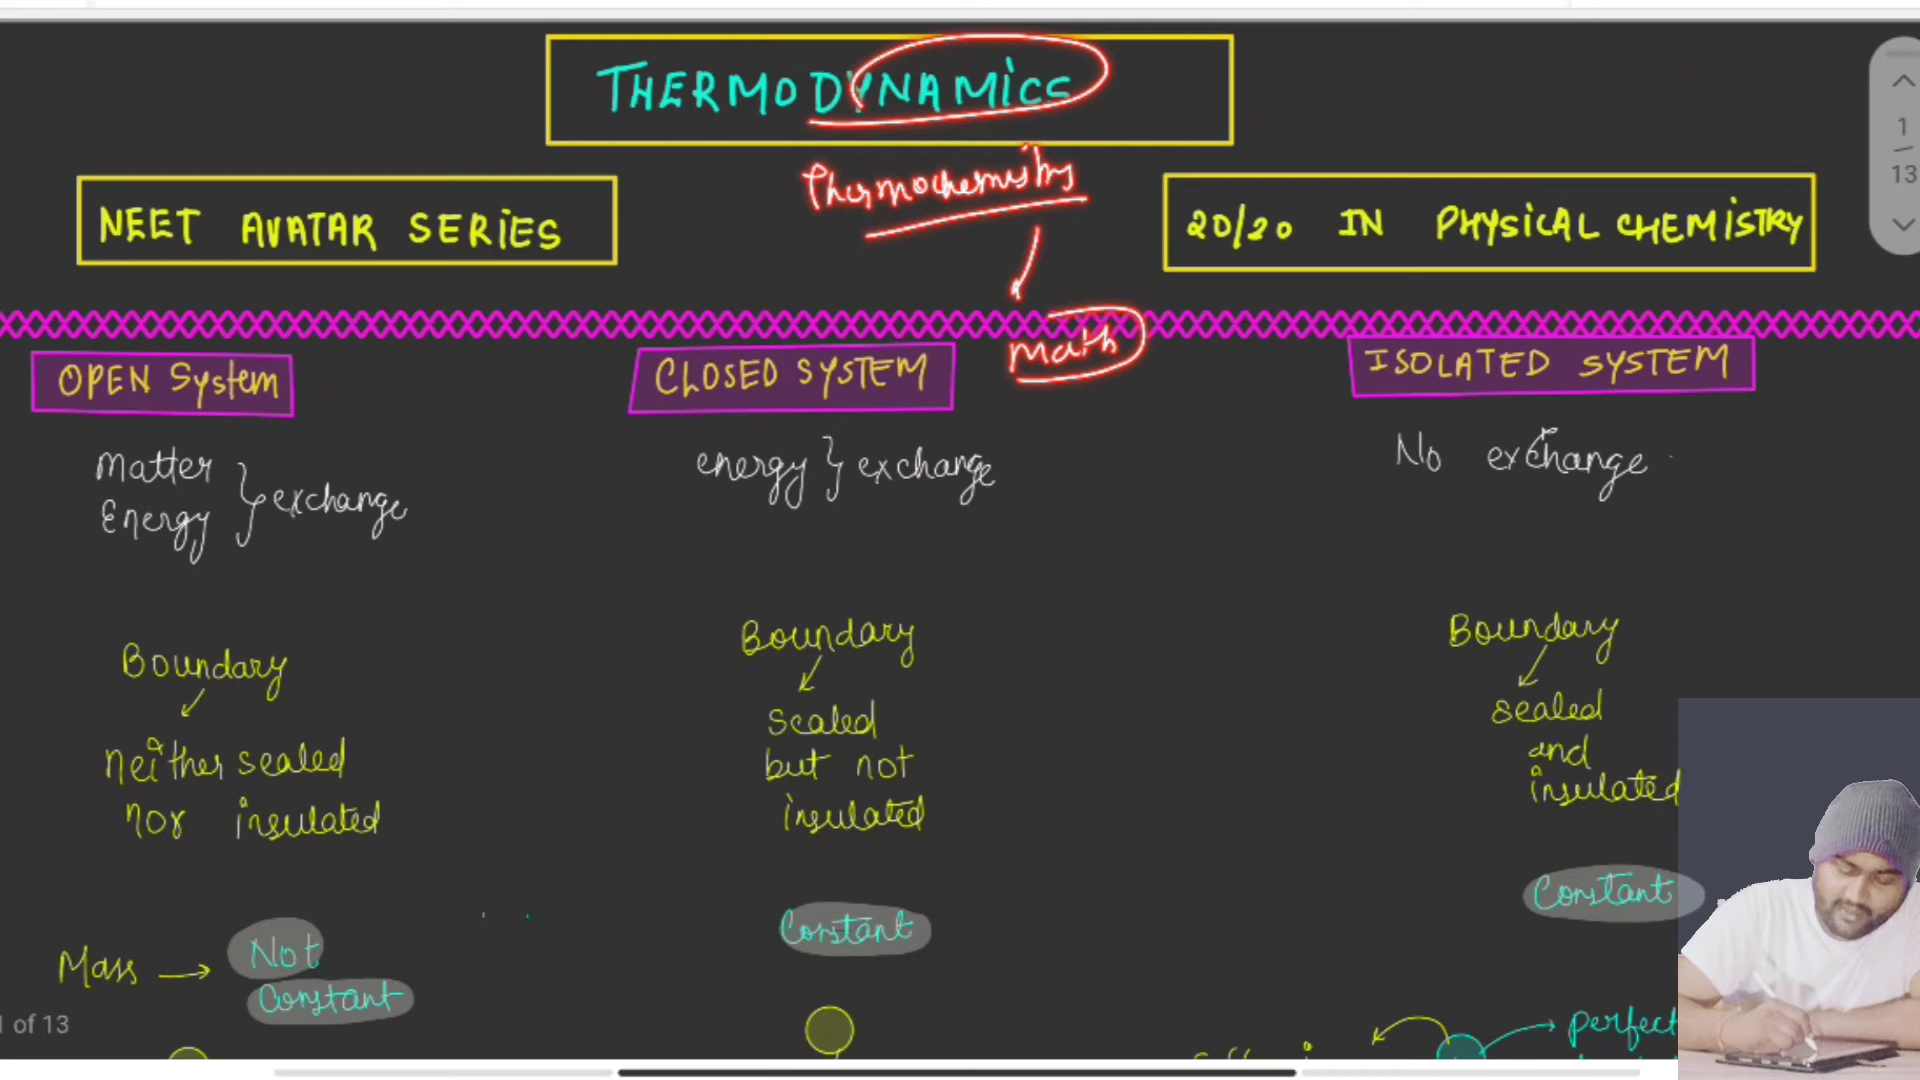 THERMODYNAMICS
Thermochemistry
NEET AVATAR SERIES
20/20 IN PHYSICAL CHEMISTRY
1
13
Math
OPEN System
CLOSED SYSTEM
ISOLATED SYSTEM
Matter
Energy } exchange
energy } exchange
No exchange
Boundary
neither sealed
nor insulated
Boundary
sealed
but not
insulated
Boundary
sealed
and
insulated
Mass → Not
Constant
Constant
Constant
of 13
perfect